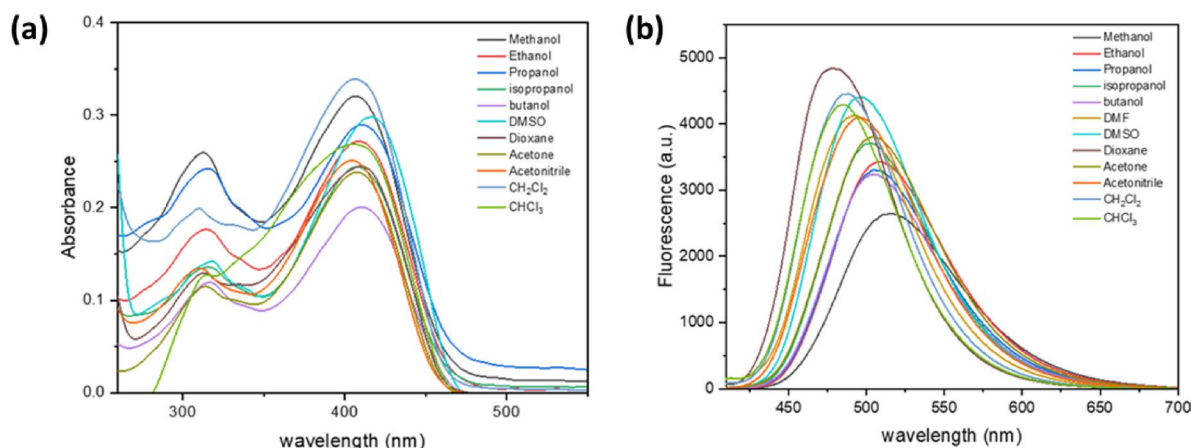 (a)
Absorbance
0.4
0.3
0.2
0.1
0.0
300
400
500
wavelength (nm)
Methanol
Ethanol
Propanol
isopropanol
butanol
DMSO
Dioxane
Acetone
Acetonitrile
CH₂Cl₂
CHCl₃
(b)
Fluorescence (a.u.)
5000
4000
3000
2000
1000
0
450
500
550
600
650
700
wavelength (nm)
Methanol
Ethanol
Propanol
isopropanol
butanol
DMF
DMSO
Dioxane
Acetone
Acetonitrile
CH₂Cl₂
CHCl₃